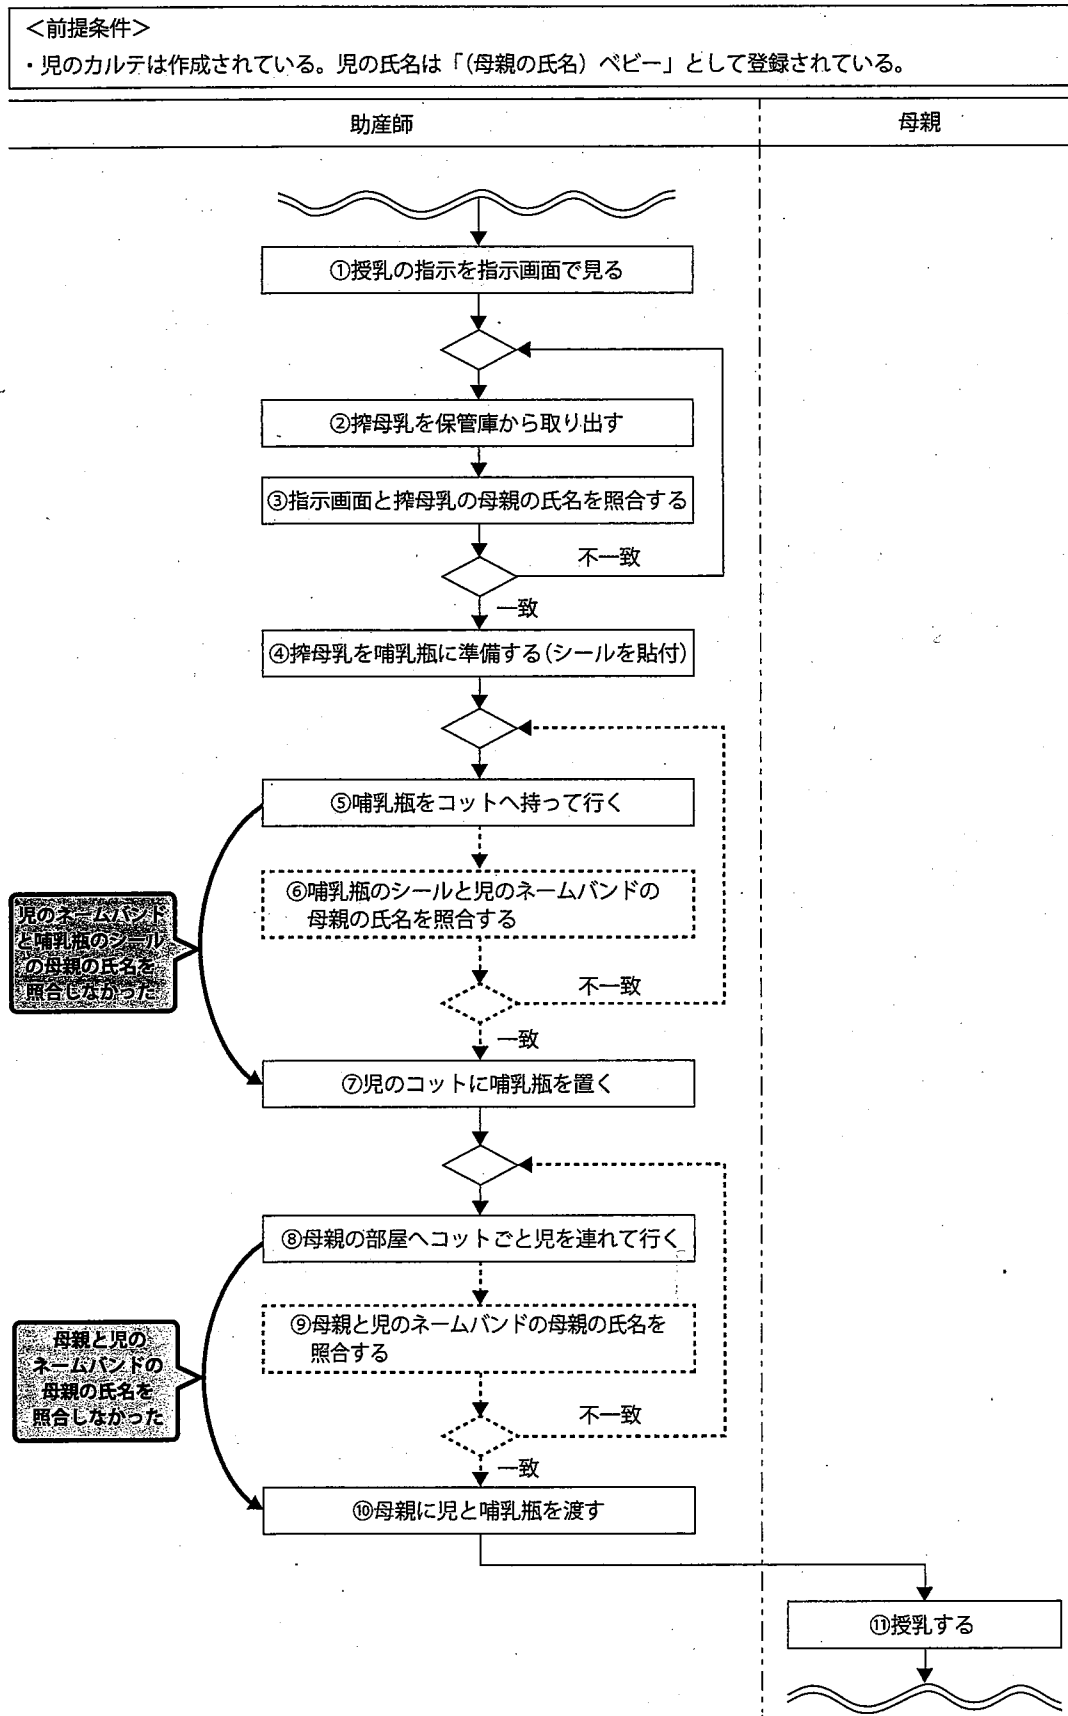 <前提条件>
・児のカルテは作成されている。児の氏名は「(母親の氏名) ベビー」として登録されている。
助産師
母親
①授乳の指示を指示画面で見る
②搾母乳を保管庫から取り出す
③指示画面と搾母乳の母親の氏名を照合する
不一致
一致
④搾母乳を哺乳瓶に準備する(シールを貼付)
⑤哺乳瓶をコットへ持って行く
⑥哺乳瓶のシールと児のネームバンドの
母親の氏名を照合する
児のネームバンド
と哺乳瓶のシール
の母親の氏名を
照合しなかった
不一致
一致
⑦児のコットに哺乳瓶を置く
⑧母親の部屋へコットごと児を連れて行く
⑨母親と児のネームバンドの母親の氏名を
照合する
母親と児の
ネームバンドの
母親の氏名を
照合しなかった
不一致
一致
⑩母親に児と哺乳瓶を渡す
⑪授乳する